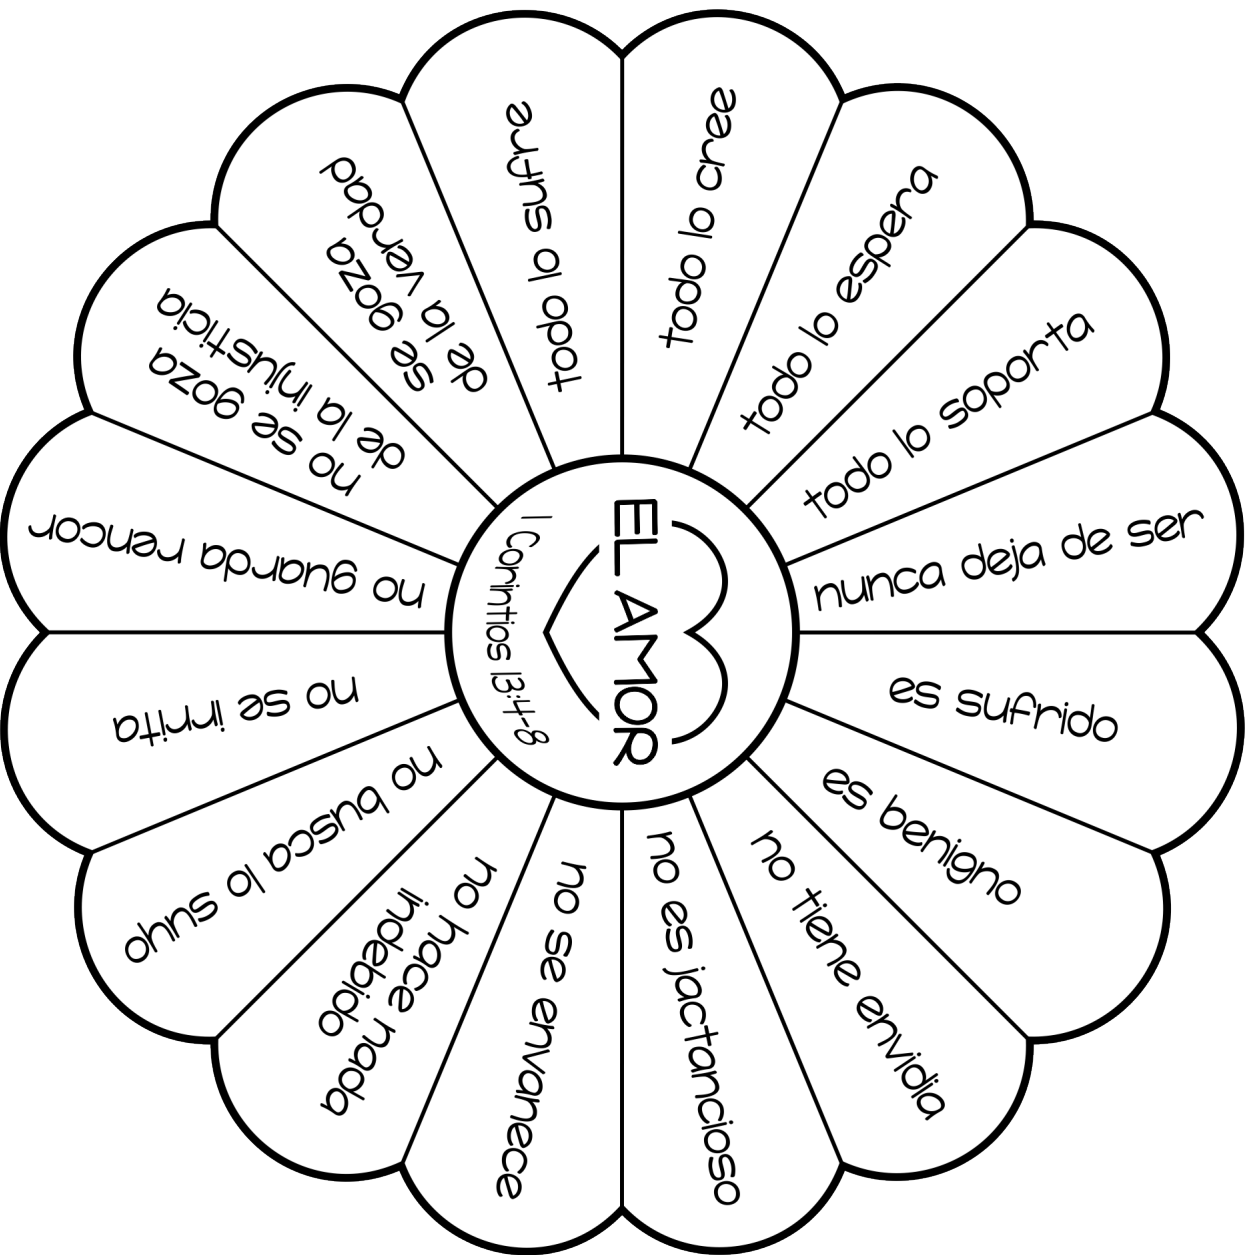 EL AMOR
1 Corintios 13:4-8
es sufrido
es benigno
no tiene envidia
no es jactancioso
no se envanece
no hace nada
indebido
no busca lo suyo
no se irrita
no guarda rencor
no se goza
de la injusticia
se goza
de la verdad
todo lo sufre
todo lo cree
todo lo espera
todo lo soporta
nunca deja de ser